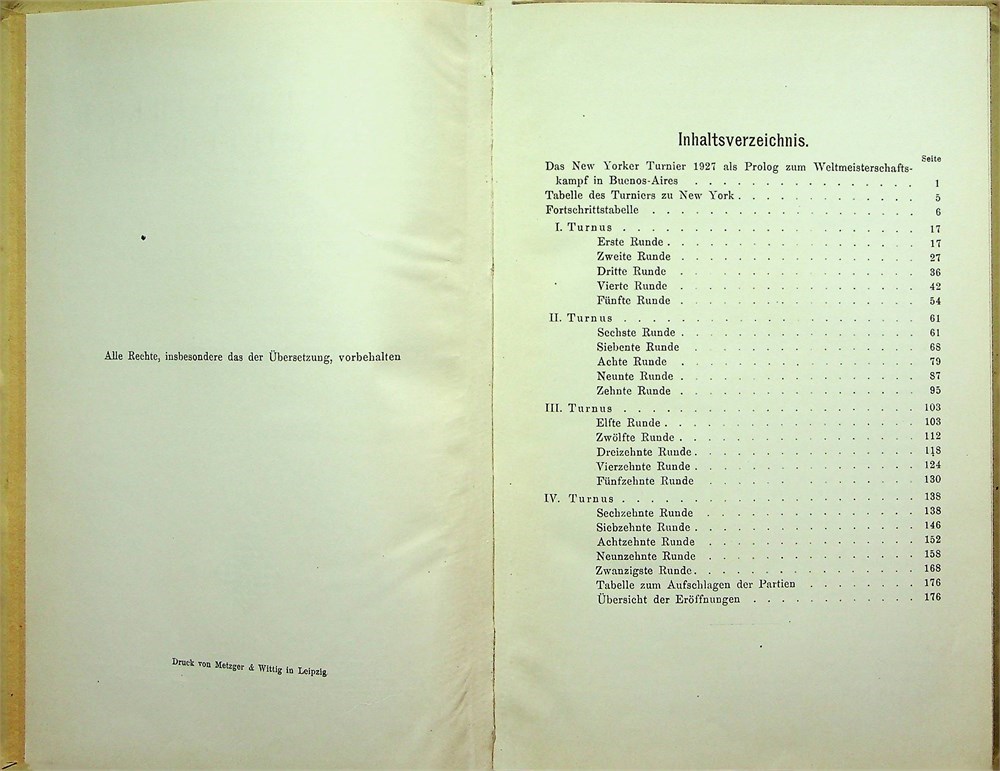 Alle Rechte, insbesondere das der Übersetzung, vorbehalten
Druck von Metzger & Wittig in Leipzig
Inhaltsverzeichnis.
Seite
Das New Yorker Turnier 1927 als Prolog zum Weltmeisterschafts-
kampf in Buenos-Aires . . . . . . . . . . . . . . . 1
Tabelle des Turniers zu New York . . . . . . . . . . . . 5
Fortschrittstabelle . . . . . . . . . . . . . . . . . 6
I. Turnus . . . . . . . . . . . . . . . . . 17
Erste Runde . . . . . . . . . . . . . . 17
Zweite Runde . . . . . . . . . . . . . 27
Dritte Runde . . . . . . . . . . . . . 36
Vierte Runde . . . . . . . . . . . . . 42
Fünfte Runde . . . . . . . . . . . . . 54
II. Turnus . . . . . . . . . . . . . . . . . 61
Sechste Runde . . . . . . . . . . . . . 61
Siebente Runde . . . . . . . . . . . . 68
Achte Runde . . . . . . . . . . . . . 79
Neunte Runde . . . . . . . . . . . . . 87
Zehnte Runde . . . . . . . . . . . . . 95
III. Turnus . . . . . . . . . . . . . . . . . 103
Elfte Runde . . . . . . . . . . . . . . 103
Zwölfte Runde . . . . . . . . . . . . . 112
Dreizehnte Runde . . . . . . . . . . . . 118
Vierzehnte Runde . . . . . . . . . . . . 124
Fünfzehnte Runde . . . . . . . . . . . 130
IV. Turnus . . . . . . . . . . . . . . . . . 138
Sechzehnte Runde . . . . . . . . . . . 138
Siebzehnte Runde . . . . . . . . . . . . 146
Achtzehnte Runde . . . . . . . . . . . 152
Neunzehnte Runde . . . . . . . . . . . 158
Zwanzigste Runde . . . . . . . . . . . . 168
Tabelle zum Aufschlagen der Partien . . . . . . 176
Übersicht der Eröffnungen . . . . . . . . . 176